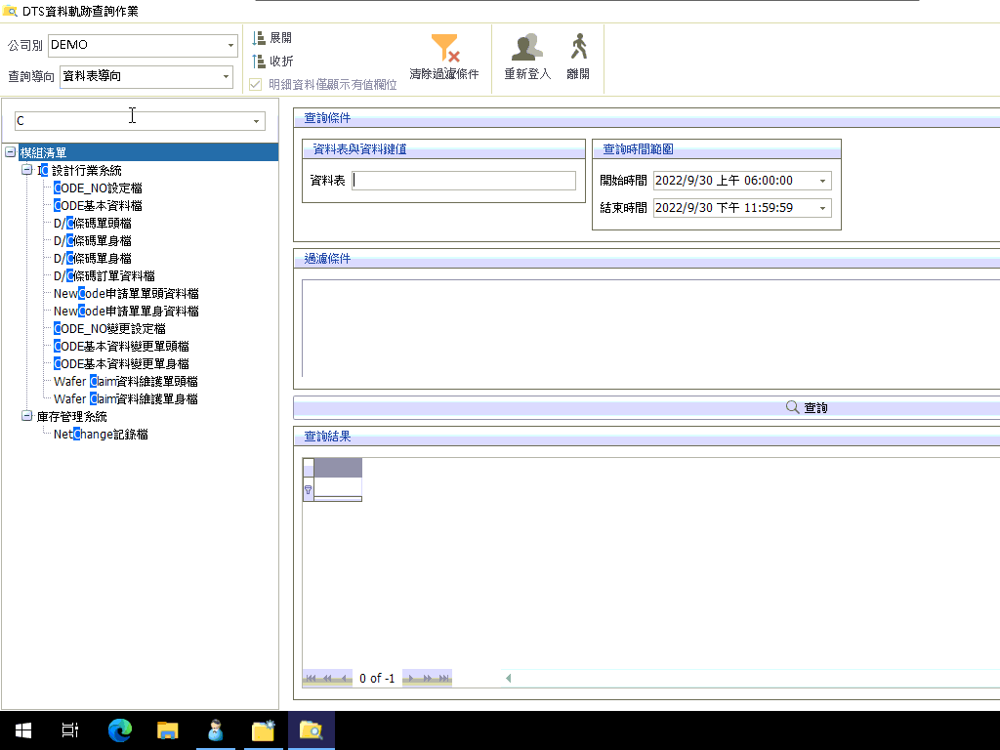 DTS資料軌跡查詢作業
公司別 DEMO
查詢導向 資料表導向
展開
收折
明細資料僅顯示有值欄位
清除過濾條件
重新登入
離開
C
模組清單
IC 設計行業系統
CODE_NO設定檔
CODE基本資料檔
D/C條碼單頭檔
D/C條碼單身檔
D/C條碼單身檔
D/C條碼訂單資料檔
NewCode申請單單頭資料檔
NewCode申請單單身資料檔
CODE_NO變更設定檔
CODE基本資料變更單頭檔
CODE基本資料變更單身檔
Wafer Claim資料維護單頭檔
Wafer Claim資料維護單身檔
庫存管理系統
NetChange記錄檔
查詢條件
資料表與資料鍵值
資料表
查詢時間範圍
開始時間 2022/9/30 上午 06:00:00
結束時間 2022/9/30 下午 11:59:59
過濾條件
查詢
查詢結果
0 of -1